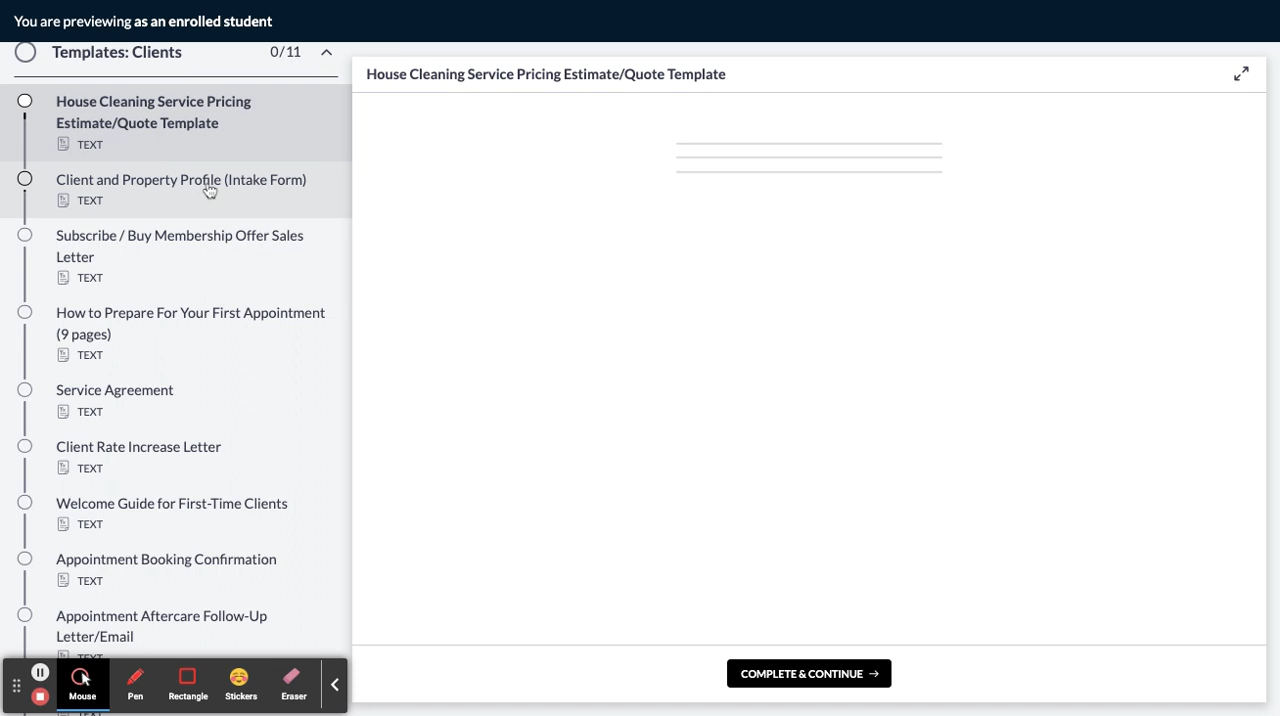 You are previewing as an enrolled student
Templates: Clients 0/11
House Cleaning Service Pricing
Estimate/Quote Template
TEXT
Client and Property Profile (Intake Form)
TEXT
Subscribe / Buy Membership Offer Sales
Letter
TEXT
How to Prepare For Your First Appointment
(9 pages)
TEXT
Service Agreement
TEXT
Client Rate Increase Letter
TEXT
Welcome Guide for First-Time Clients
TEXT
Appointment Booking Confirmation
TEXT
Appointment Aftercare Follow-Up
Letter/Email
TEXT
Mouse Pen Rectangle Stickers Eraser
TEXT
House Cleaning Service Pricing Estimate/Quote Template
COMPLETE & CONTINUE →